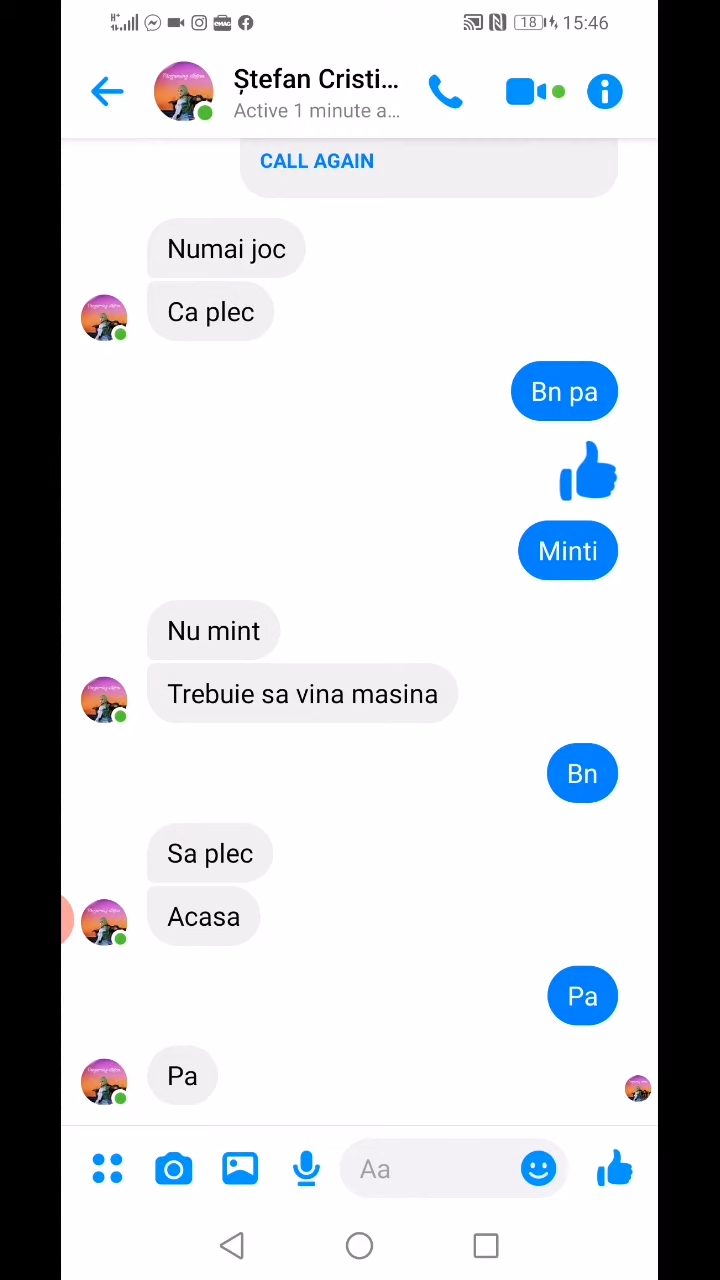 18
15:46
Ștefan Cristi...
Active 1 minute a...
CALL AGAIN
Numai joc
Ca plec
Bn pa
Minti
Nu mint
Trebuie sa vina masina
Bn
Sa plec
Acasa
Pa
Pa
Aa